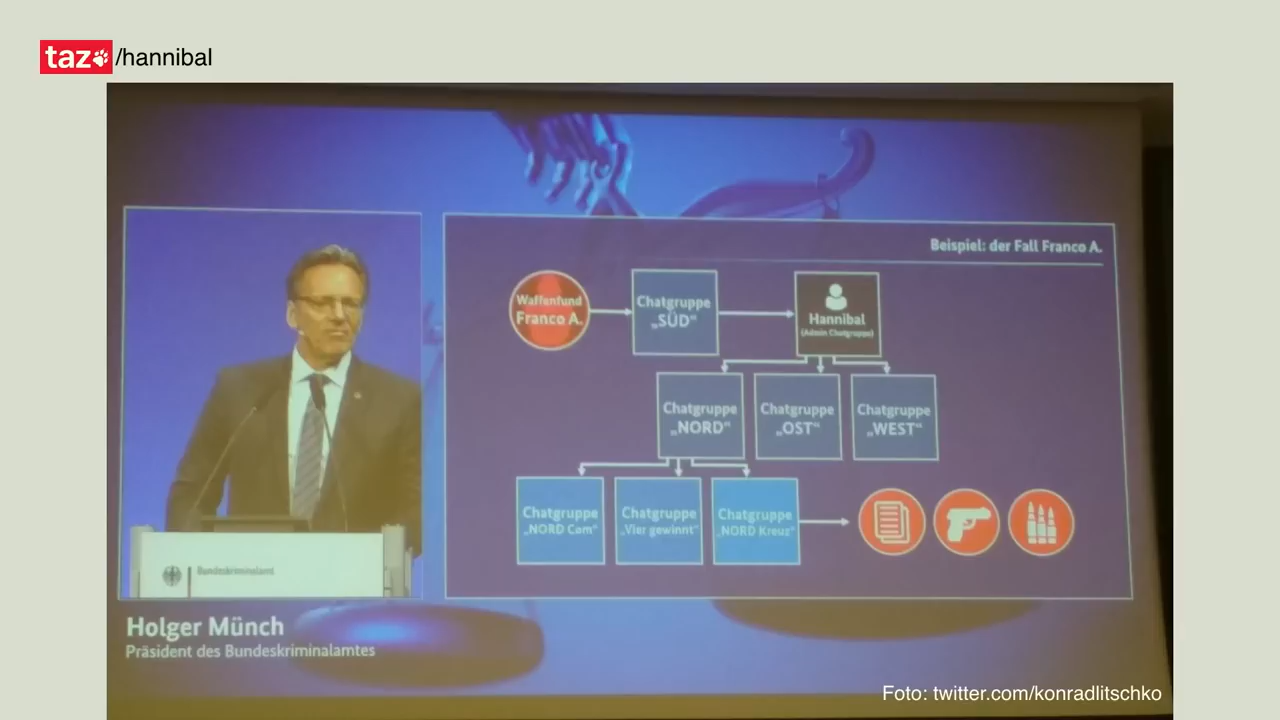 taz /hannibal
Beispiel: der Fall Franco A.
Waffenfund
Franco A.
Chatgruppe
„SÜD“
Hannibal
(Admin Chatgruppe)
Chatgruppe
„NORD“
Chatgruppe
„OST“
Chatgruppe
„WEST“
Chatgruppe
„NORD Com“
Chatgruppe
„Vier gewinnt“
Chatgruppe
„NORD Kreuz“
Bundeskriminalamt
Holger Münch
Präsident des Bundeskriminalamtes
Foto: twitter.com/konradlitschko